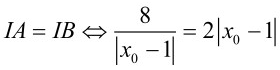 IA = IB ⇔ 8 / |x₀ − 1| = 2|x₀ − 1|